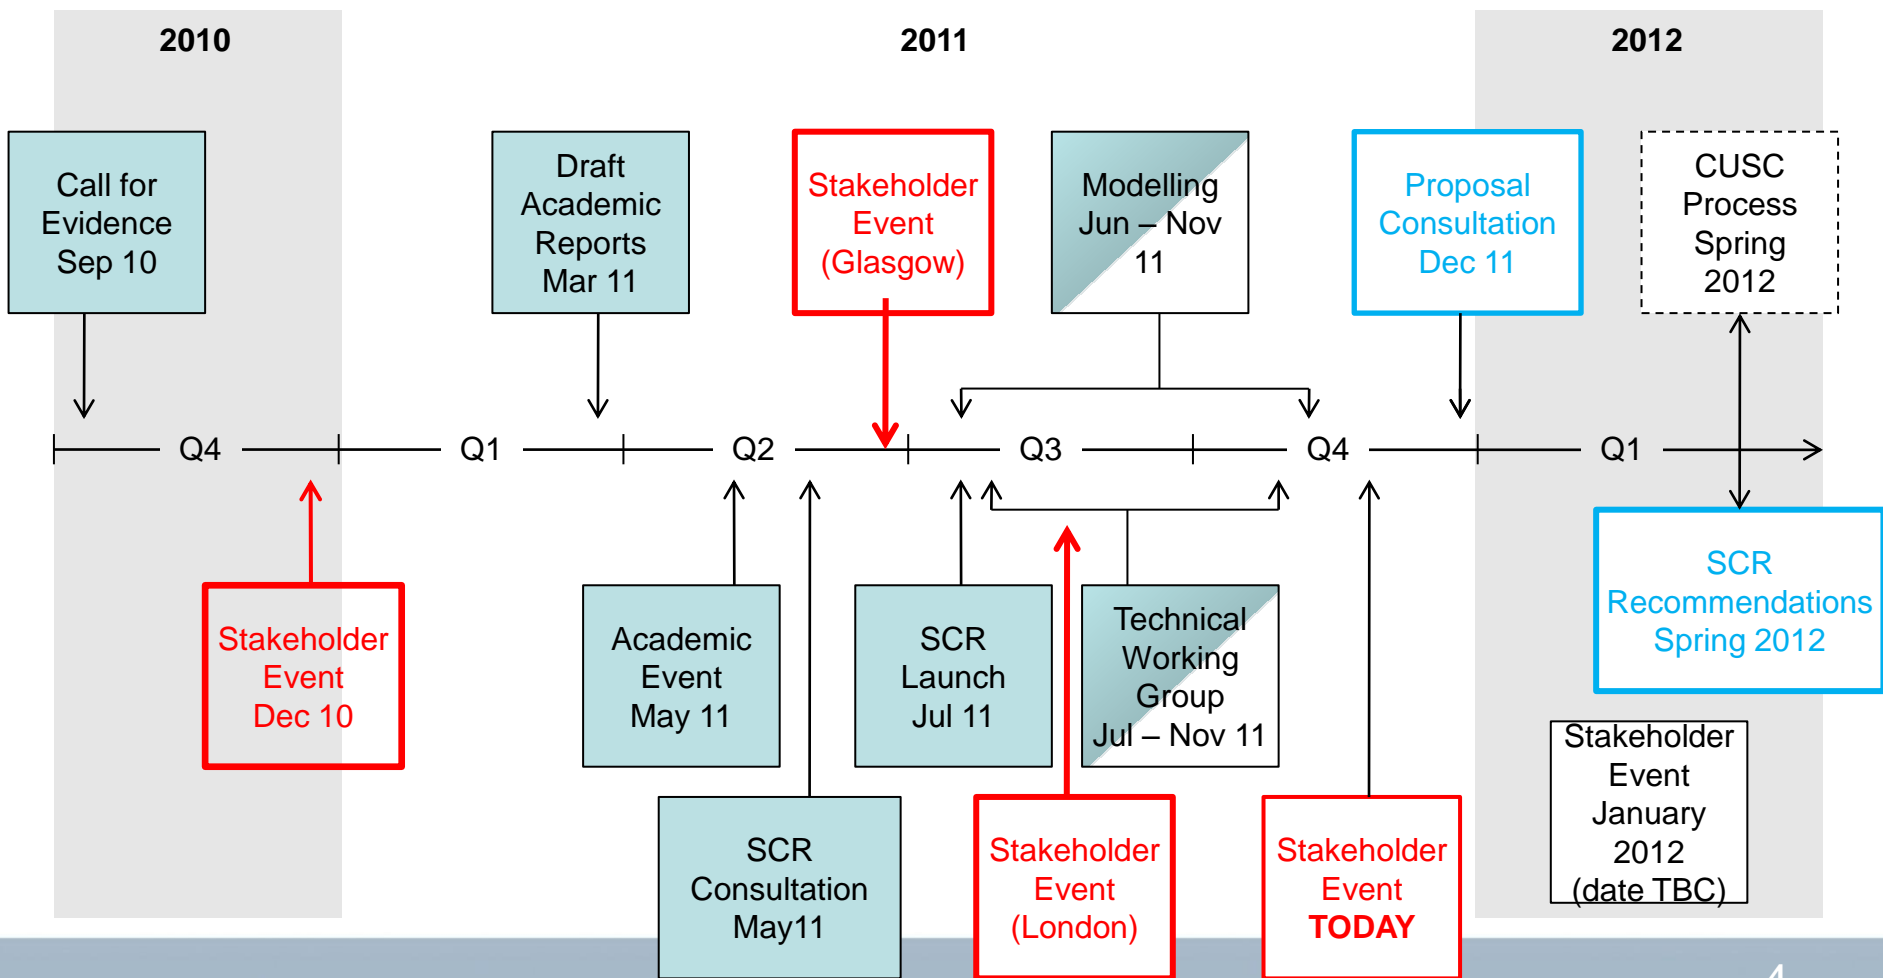 2010
2011
2012
Call for
Evidence
Sep 10
Draft
Academic
Reports
Mar 11
Stakeholder
Event
(Glasgow)
Modelling
Jun – Nov
11
Proposal
Consultation
Dec 11
CUSC
Process
Spring
2012
Q4
Q1
Q2
Q3
Q4
Q1
Stakeholder
Event
Dec 10
Academic
Event
May 11
SCR
Launch
Jul 11
Technical
Working
Group
Jul – Nov 11
SCR
Recommendations
Spring 2012
SCR
Consultation
May11
Stakeholder
Event
(London)
Stakeholder
Event
TODAY
Stakeholder
Event
January
2012
(date TBC)
4